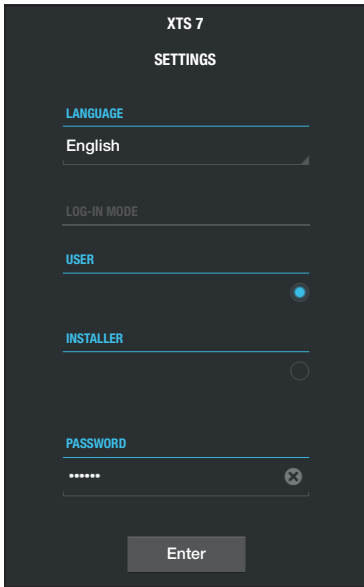 XTS 7
SETTINGS
LANGUAGE
English
LOG-IN MODE
USER
INSTALLER
PASSWORD
••••••
Enter